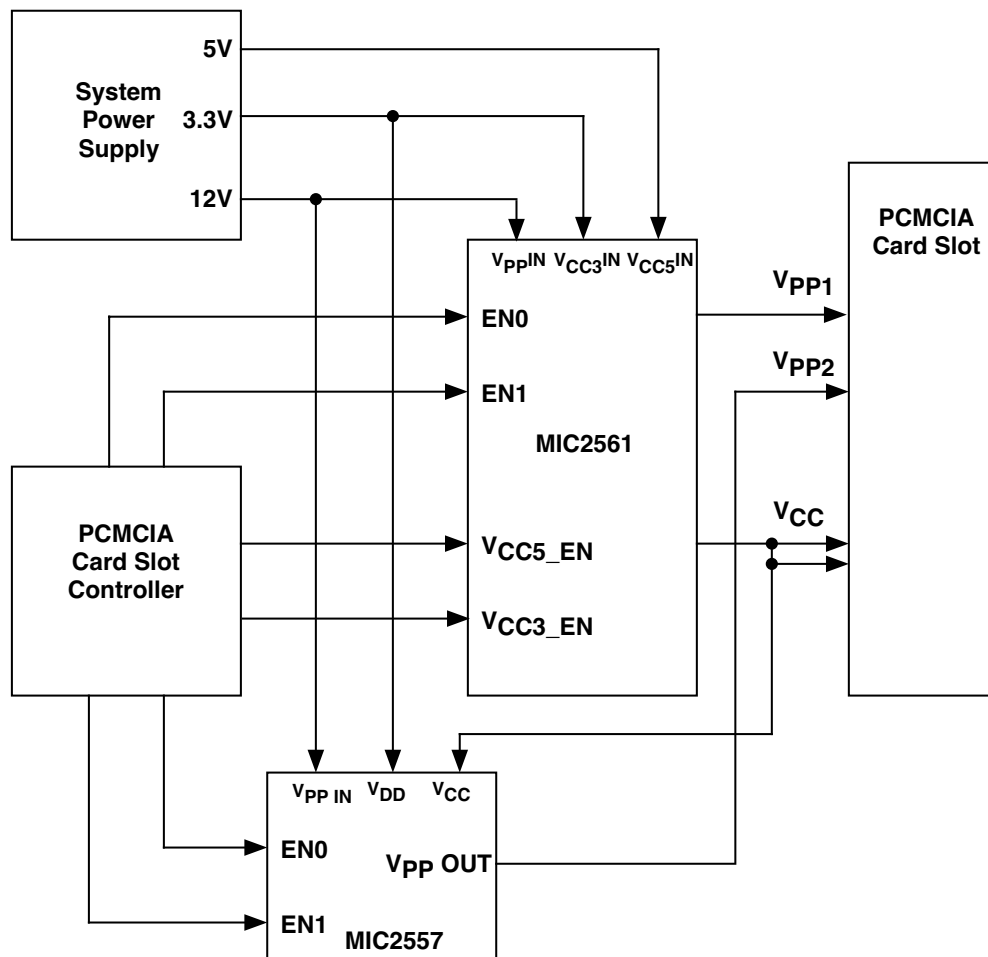 System
Power
Supply
5V
3.3V
12V
VPPIN VCC3IN VCC5IN
EN0
EN1
MIC2561
VCC5_EN
VCC3_EN
PCMCIA
Card Slot
VPP1
VPP2
VCC
PCMCIA
Card Slot
Controller
VPP IN VDD VCC
EN0
VPP OUT
EN1
MIC2557